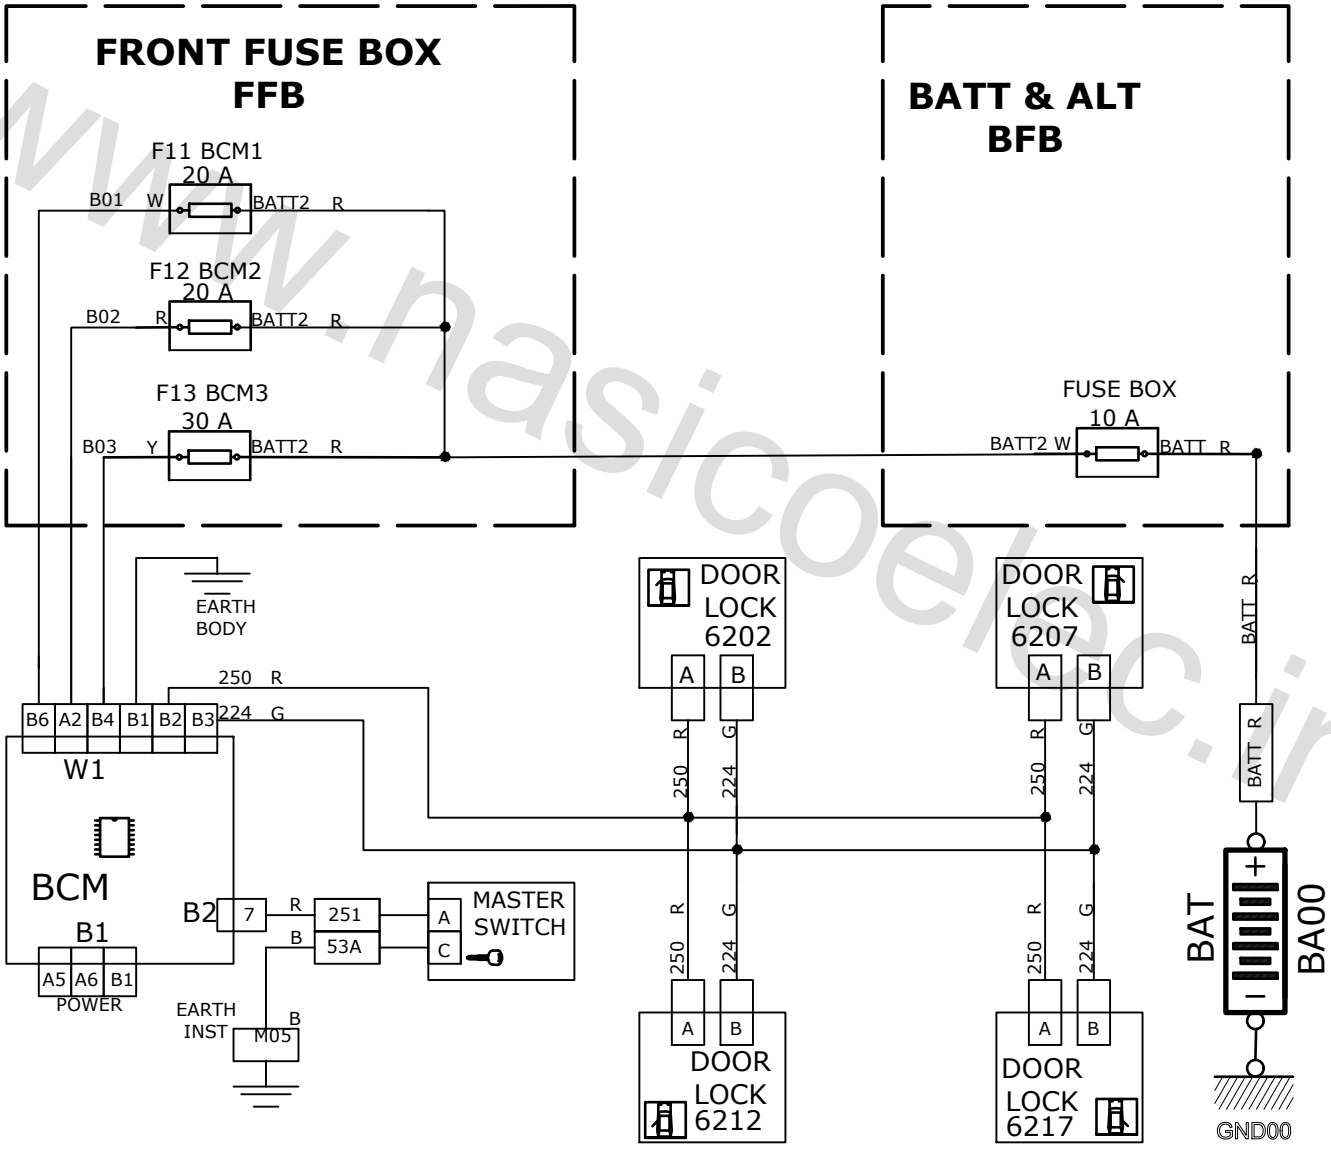 FRONT FUSE BOX
FFB
BATT & ALT
BFB
F11 BCM1
20 A
B01 W
BATT2 R
F12 BCM2
20 A
B02 R
BATT2 R
F13 BCM3
30 A
B03 Y
BATT2 R
FUSE BOX
10 A
BATT2 W
BATT R
BATT R
BATT R
EARTH
BODY
250 R
224 G
B6 A2 B4 B1 B2 B3
W1
BCM
B2 7
B1
A5 A6 B1
POWER
R 251 A
B 53A C
MASTER
SWITCH
EARTH
INST
B
M05
DOOR
LOCK
6202
A B
R G
250 224
DOOR
LOCK
6207
A B
R G
250 224
R G
250 224
A B
DOOR
LOCK
6212
R G
250 224
A B
DOOR
LOCK
6217
BAT
+
−
BA00
GND00
www.nasicoelec.ir